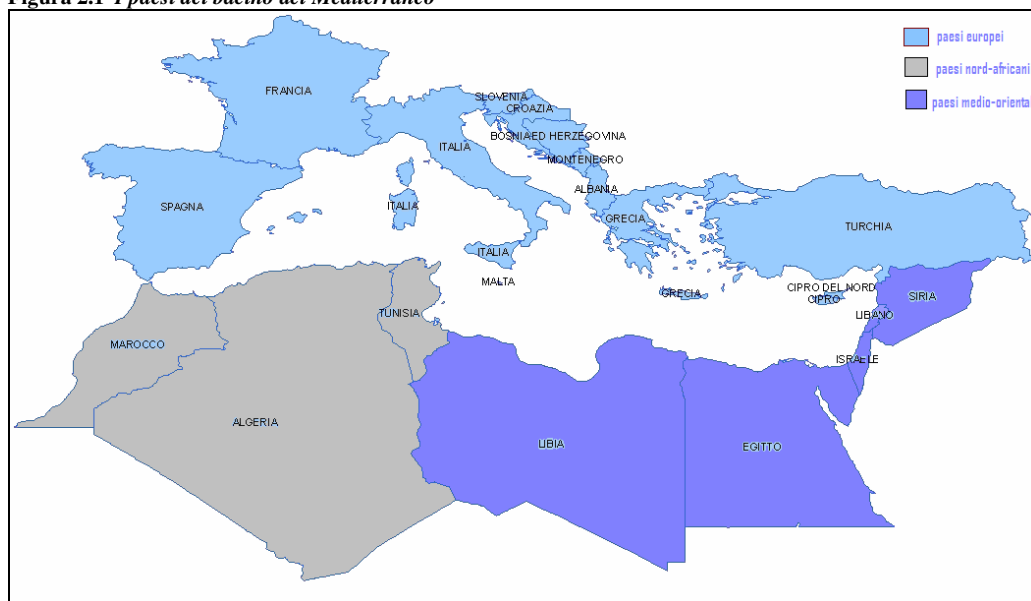 Figura 2.1 I paesi del bacino del Mediterraneo
paesi europei
paesi nord-africani
paesi medio-oriental
FRANCIA
SLOVENIA
CROAZIA
BOSNIA ED HERZEGOVINA
ITALIA
MONTENEGRO
ALBANIA
SPAGNA
ITALIA
GRECIA
TURCHIA
ITALIA
MALTA
GRECIA
CIPRO DEL NORD
CIPRO
SIRIA
LIBANO
TUNISIA
MAROCCO
ISRAELE
ALGERIA
LIBIA
EGITTO